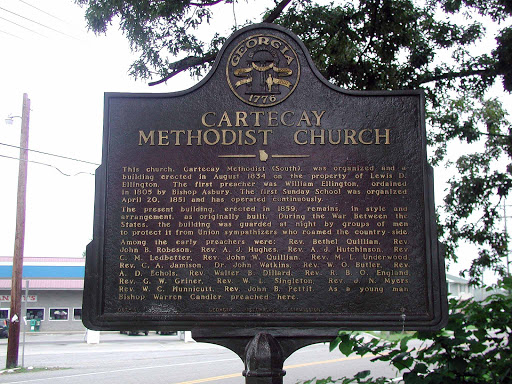 GEORGIA
1776
CARTECAY
METHODIST CHURCH
This church, Cartecay Methodist (South), was organized and a
building erected in August 1834 on the property of Lewis D.
Ellington. The first preacher was William Ellington, ordained
in 1805 by Bishop Asbury. The first Sunday School was organized
April 20, 1851 and has operated continuously.
The present building, erected in 1859, remains, in style and
arrangement, as originally built. During the War Between the
States, the building was guarded at night by groups of men
to protect it from Union sympathizers who roamed the country side.
Among the early preachers were: Rev. Bethel Quillian, Rev.
John B. Robeson, Rev. A. J. Hughes, Rev. A. J. Hutchinson, Rev.
C. M. Ledbetter, Rev. John W. Quillian, Rev. M. L. Underwood
Rev. C. A. Jamison, Dr. John Watkins, Rev. W. O. Butler, Rev.
A. D. Echols, Rev. Walter B. Dillard, Rev. R. B. O. England
Rev. G. W. Griner, Rev. W. L. Singleton, Rev. J. N. Myers
Rev. W. C. Hunnicutt, Rev. John B. Pettit. As a young man
Bishop Warren Candler preached here.